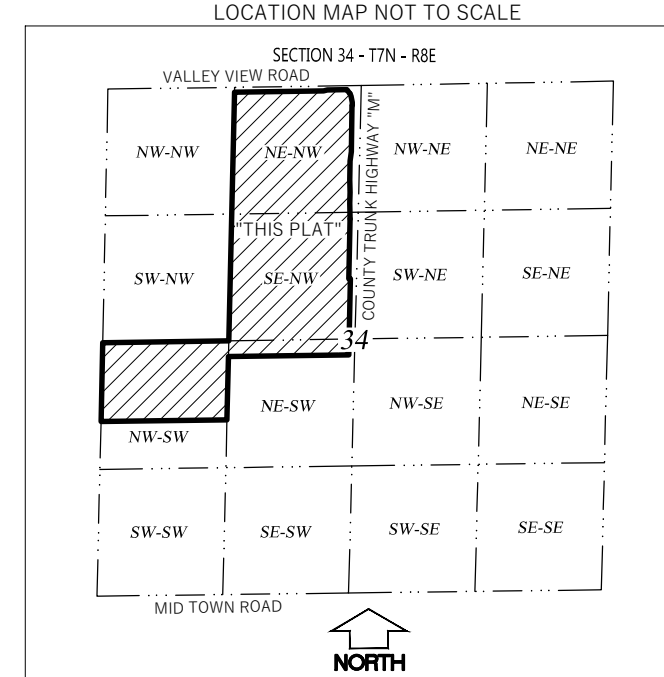 LOCATION MAP NOT TO SCALE
SECTION 34 - T7N - R8E
VALLEY VIEW ROAD
NW-NW
NE-NW
NW-NE
NE-NE
COUNTY TRUNK HIGHWAY "M"
"THIS PLAT"
SW-NW
SE-NW
SW-NE
SE-NE
34
NW-SW
NE-SW
NW-SE
NE-SE
SW-SW
SE-SW
SW-SE
SE-SE
MID TOWN ROAD
NORTH